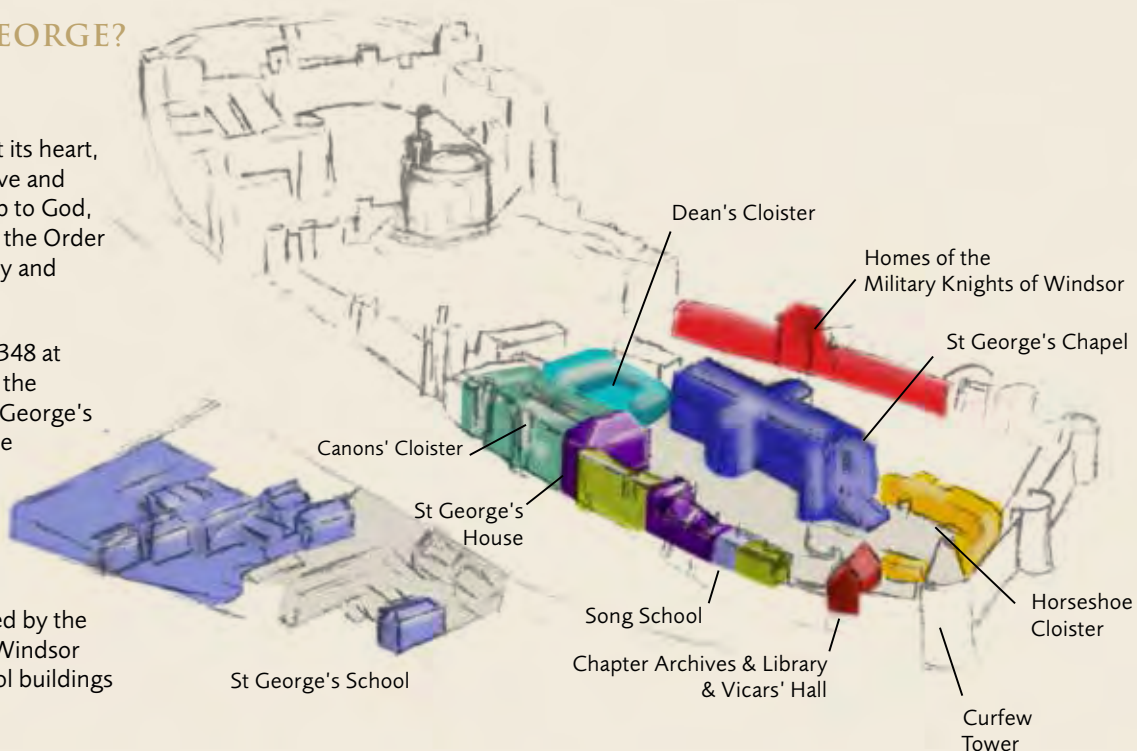 EORGE?
t its heart,
ve and
p to God,
the Order
y and
348 at
the
George's
e
ed by the
Windsor
ol buildings
Dean's Cloister
Homes of the
Military Knights of Windsor
St George's Chapel
Canons' Cloister
St George's
House
Song School
Chapter Archives & Library
& Vicars' Hall
Horseshoe
Cloister
Curfew
Tower
St George's School